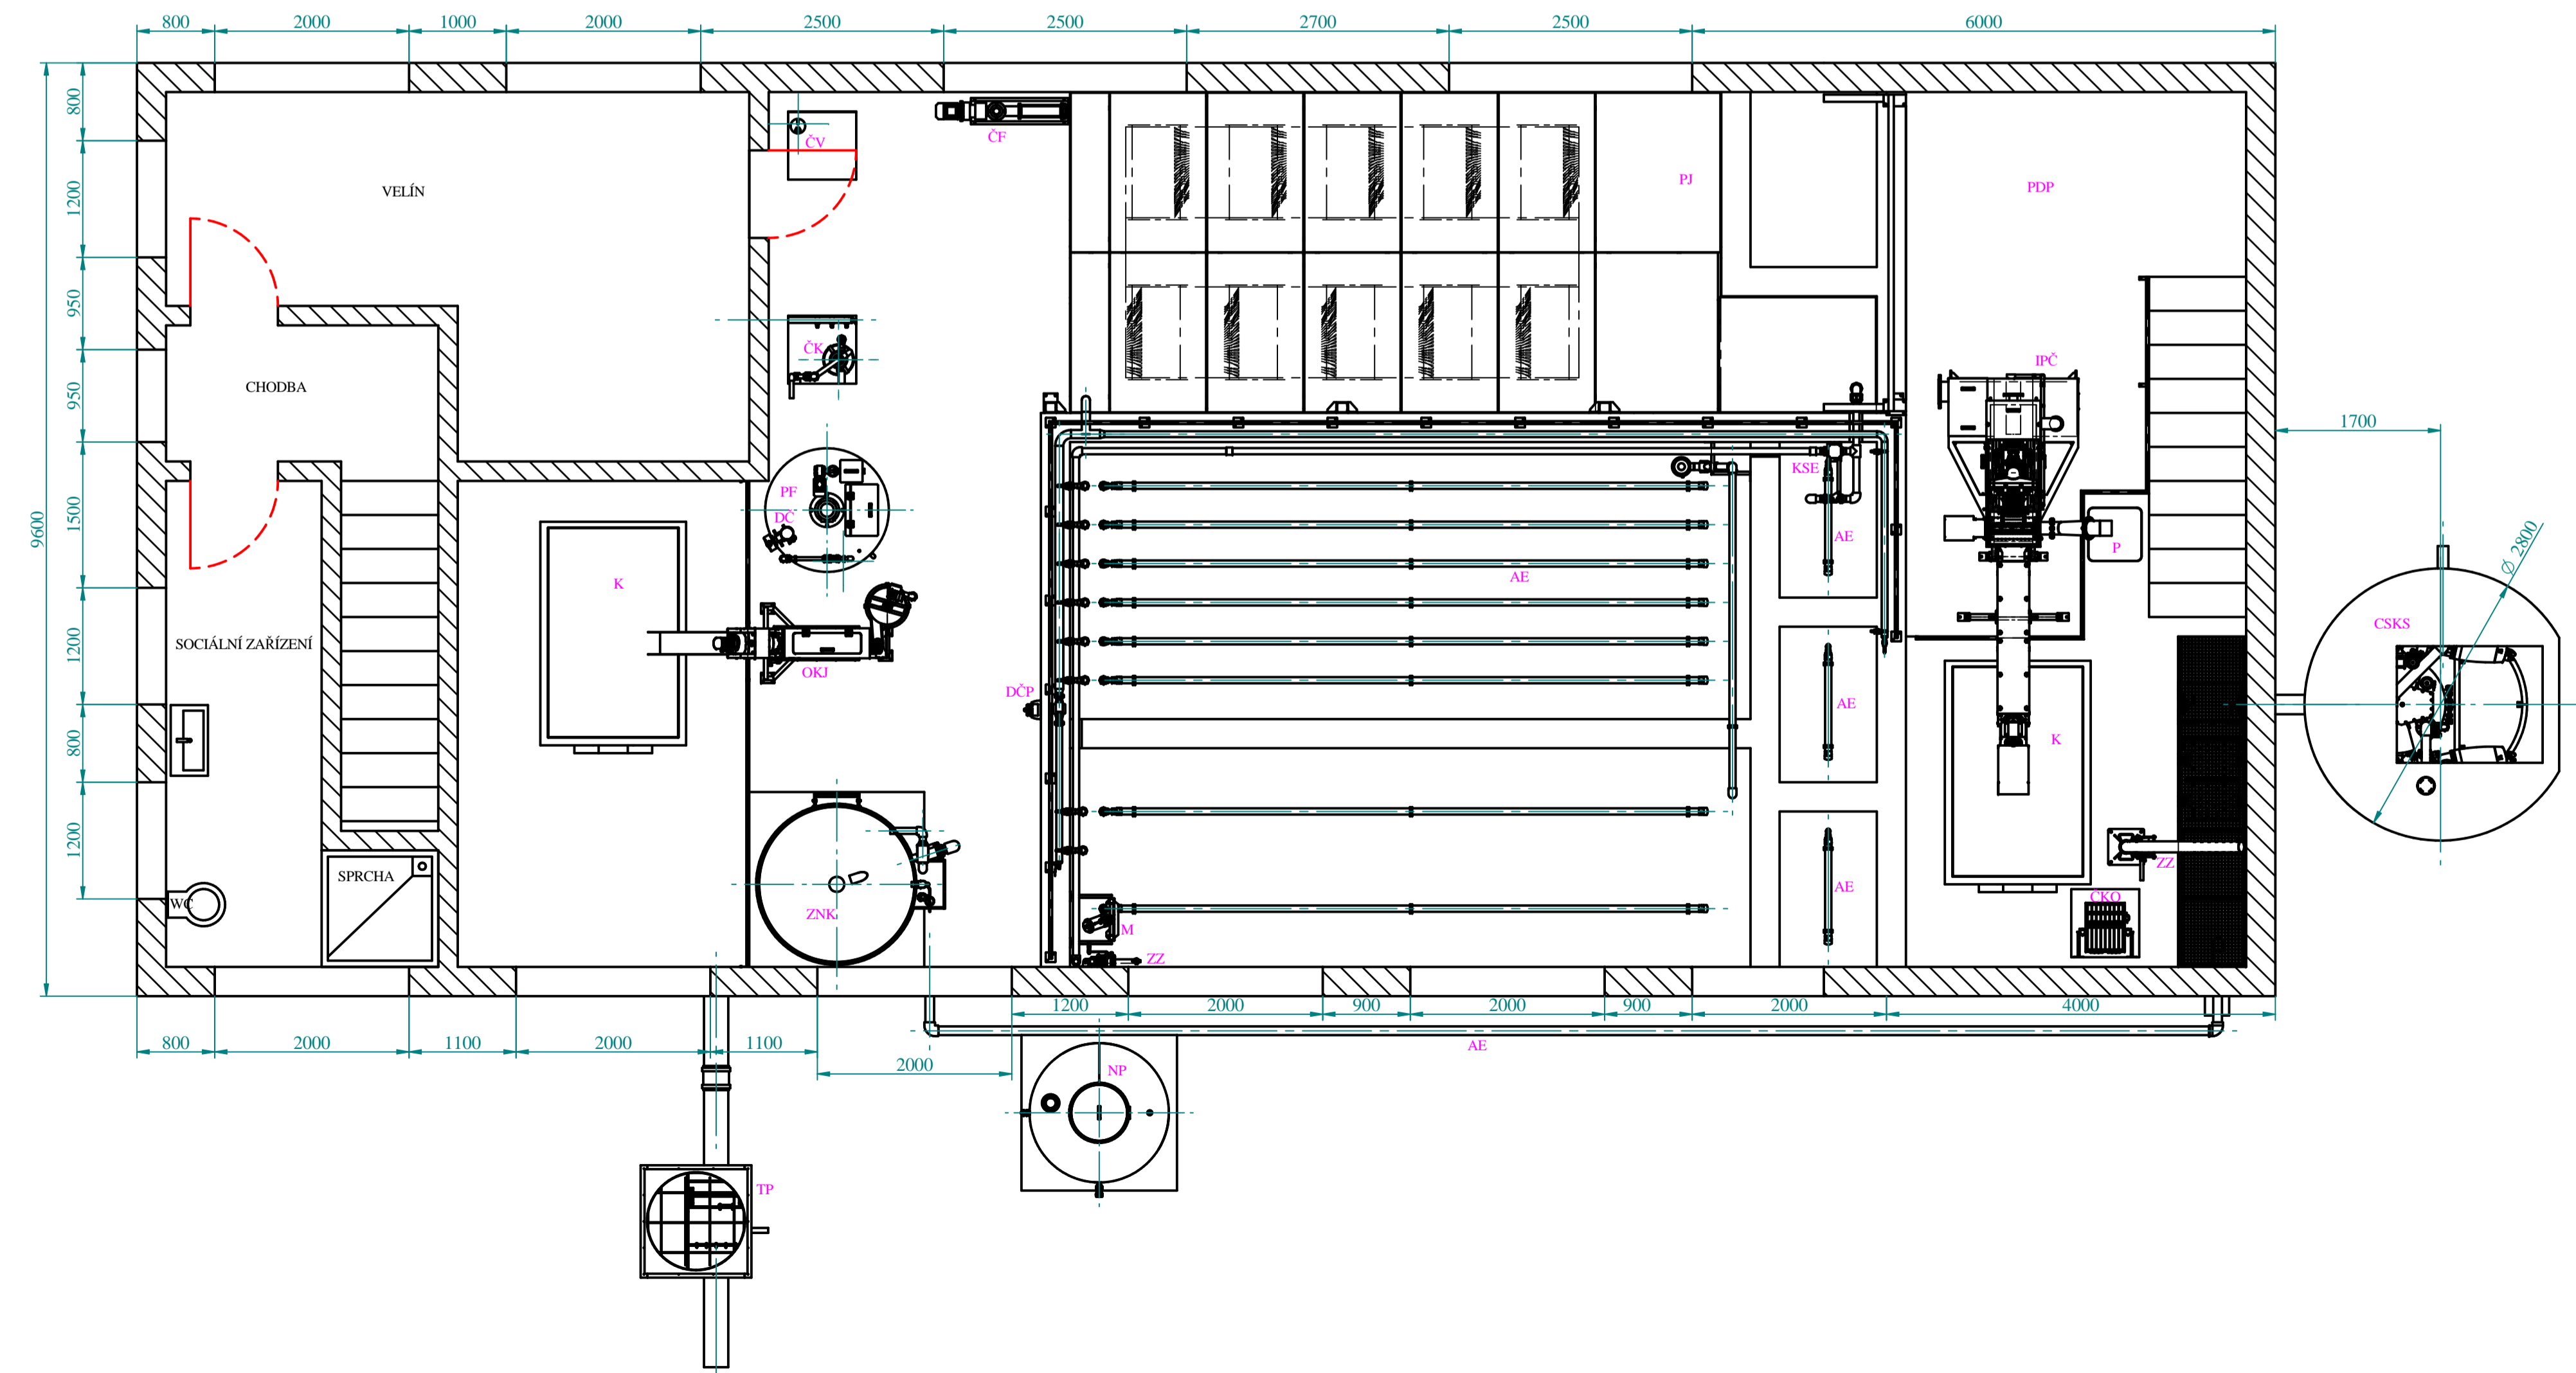 800 2000 1000 2000 2500 2500 2700 2500 6000
800
ČV
ČF
PJ
PDP
1200
VELÍN
950
ČK
IPČ
950
CHODBA
1700
9600
1500
PF
DČ
KSE
AE
P
Ø 2800
K
AE
CSKS
1200
SOCIÁLNÍ ZAŘÍZENÍ
OKJ
DČP
AE
K
800
1200
SPRCHA
ZZ
WC
ZNK
M
AE
ČKO
ZZ
1200 2000 900 2000 900 2000 4000
800 2000 1100 2000 1100
AE
2000
NP
TP